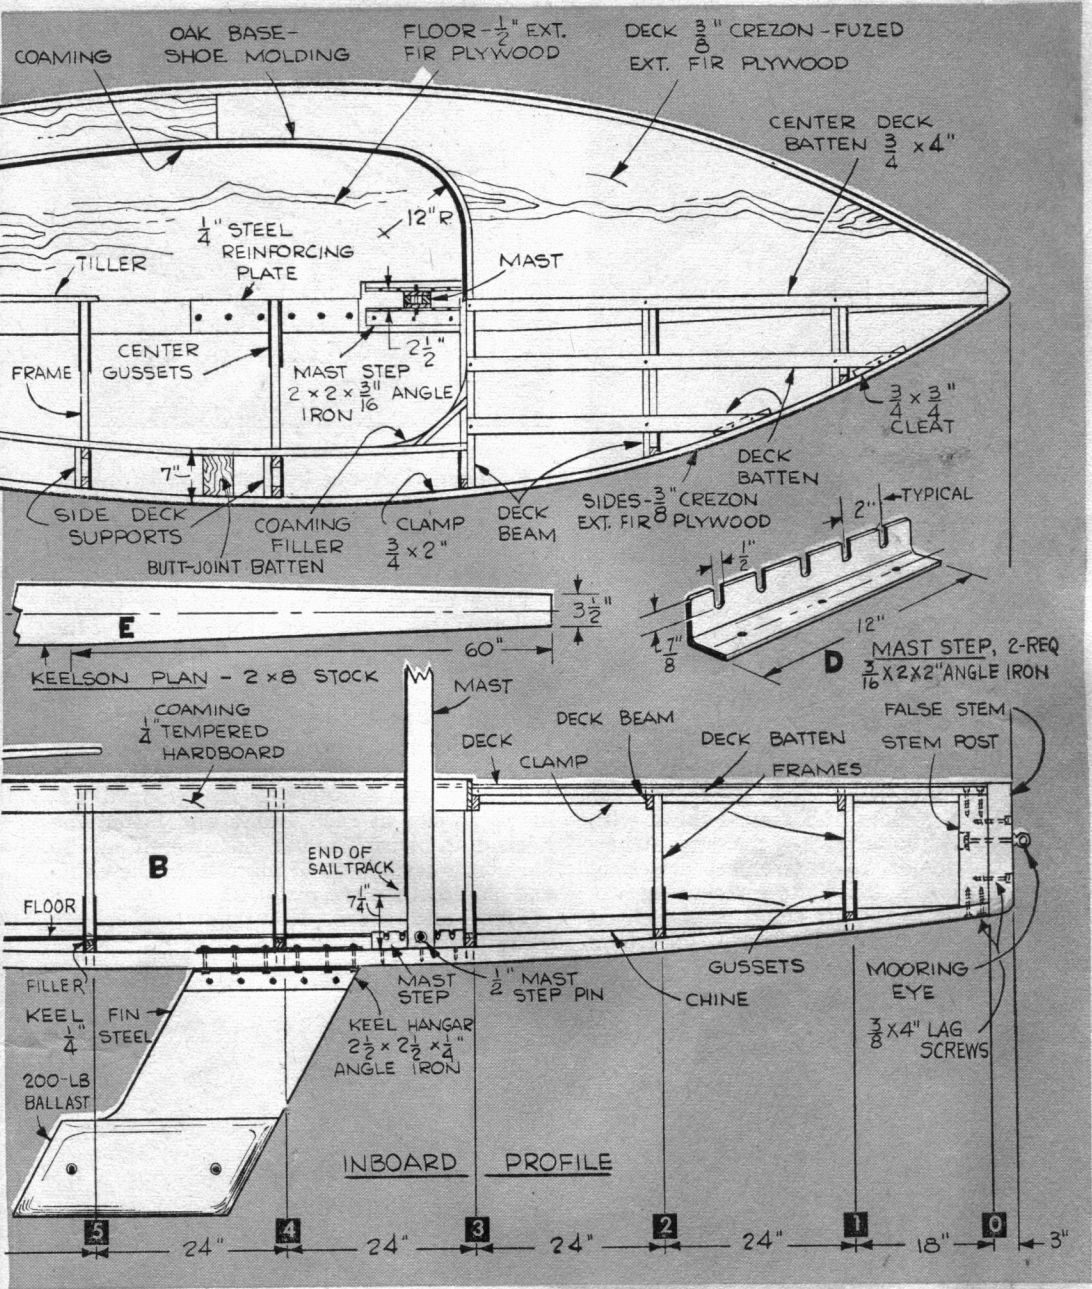 COAMING
OAK BASE-
SHOE MOLDING
FLOOR-1/2" EXT.
FIR PLYWOOD
DECK 3/8" CREZON-FUZED
EXT. FIR PLYWOOD
CENTER DECK
BATTEN 3/4 x 4"
12" R.
1/4" STEEL
REINFORCING
PLATE
TILLER
MAST
2 1/2"
CENTER
GUSSETS
FRAME
MAST STEP
2 x 2 x 3/16" ANGLE
IRON
3/4 x 3/4"
CLEAT
7"
DECK
BATTEN
SIDE DECK
SUPPORTS
COAMING
FILLER
BUTT-JOINT BATTEN
CLAMP
3/4 x 2"
DECK
BEAM
SIDES-3/8" CREZON
EXT. FIR PLYWOOD
2"
TYPICAL
1/2"
7/8"
12"
D
MAST STEP, 2-REQ
3/16 X 2 X 2" ANGLE IRON
E
3 1/2"
60"
KEELSON PLAN - 2 x 8 STOCK
COAMING
1/4" TEMPERED
HARDBOARD
MAST
DECK
CLAMP
DECK BEAM
DECK BATTEN
FRAMES
FALSE STEM
STEM POST
B
END OF
SAILTRACK
7 1/4"
FLOOR
FILLER
MAST
STEP
1/2" MAST
STEP PIN
GUSSETS
CHINE
MOORING
EYE
3/8 X 4" LAG
SCREWS
KEEL FIN
1/4" STEEL
KEEL HANGAR
2 1/2 x 2 1/2 x 1/4"
ANGLE IRON
200-LB
BALLAST
INBOARD PROFILE
5 4 3 2 1 0
24" 24" 24" 24" 18" 3"